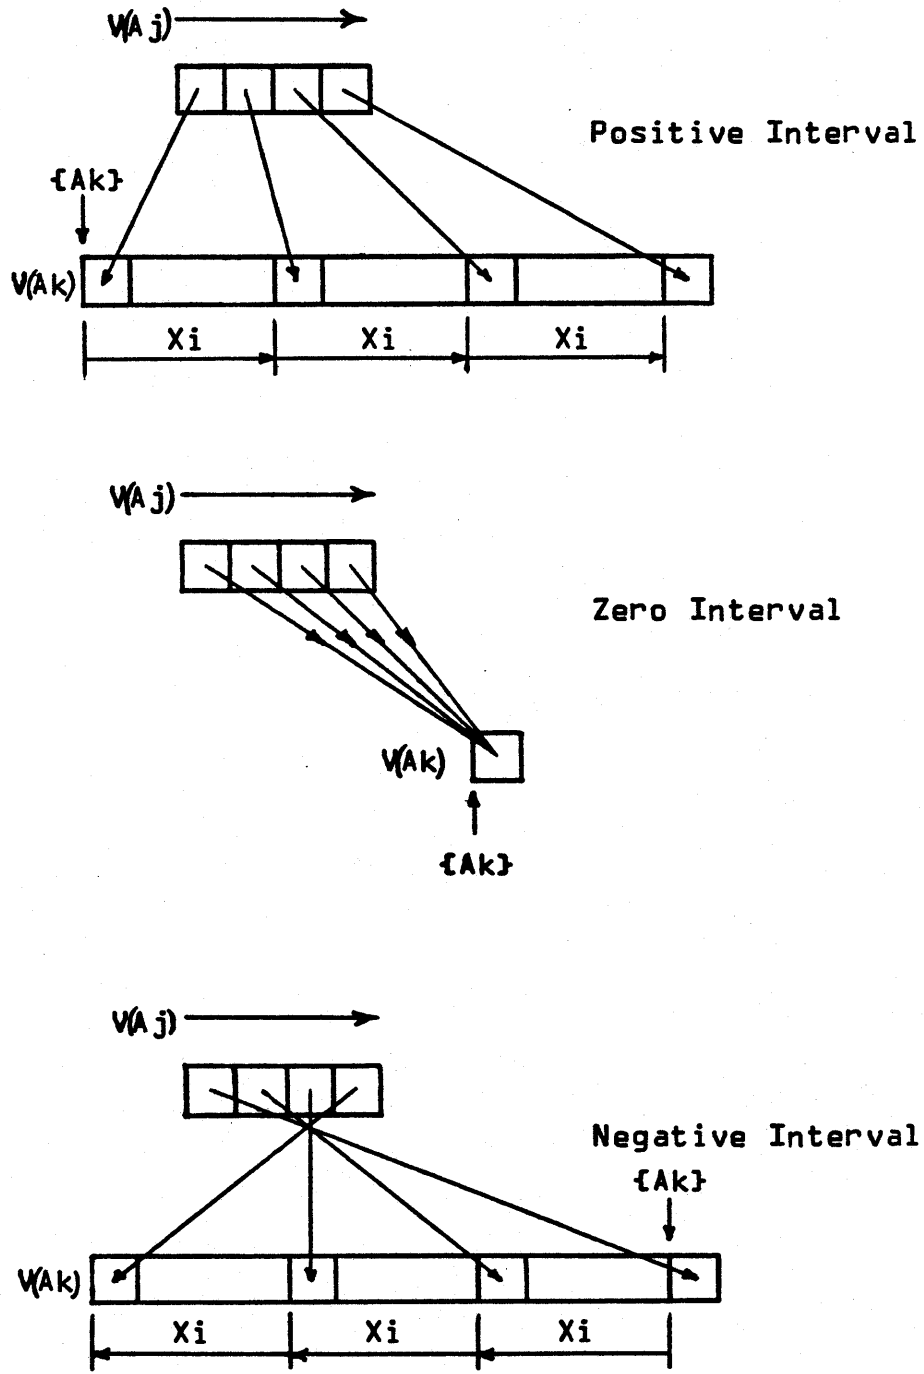 V(Aj)
Positive Interval
{Ak}
V(Ak)
Xi Xi Xi
V(Aj)
Zero Interval
V(Ak)
{Ak}
V(Aj)
Negative Interval
{Ak}
V(Ak)
Xi Xi Xi